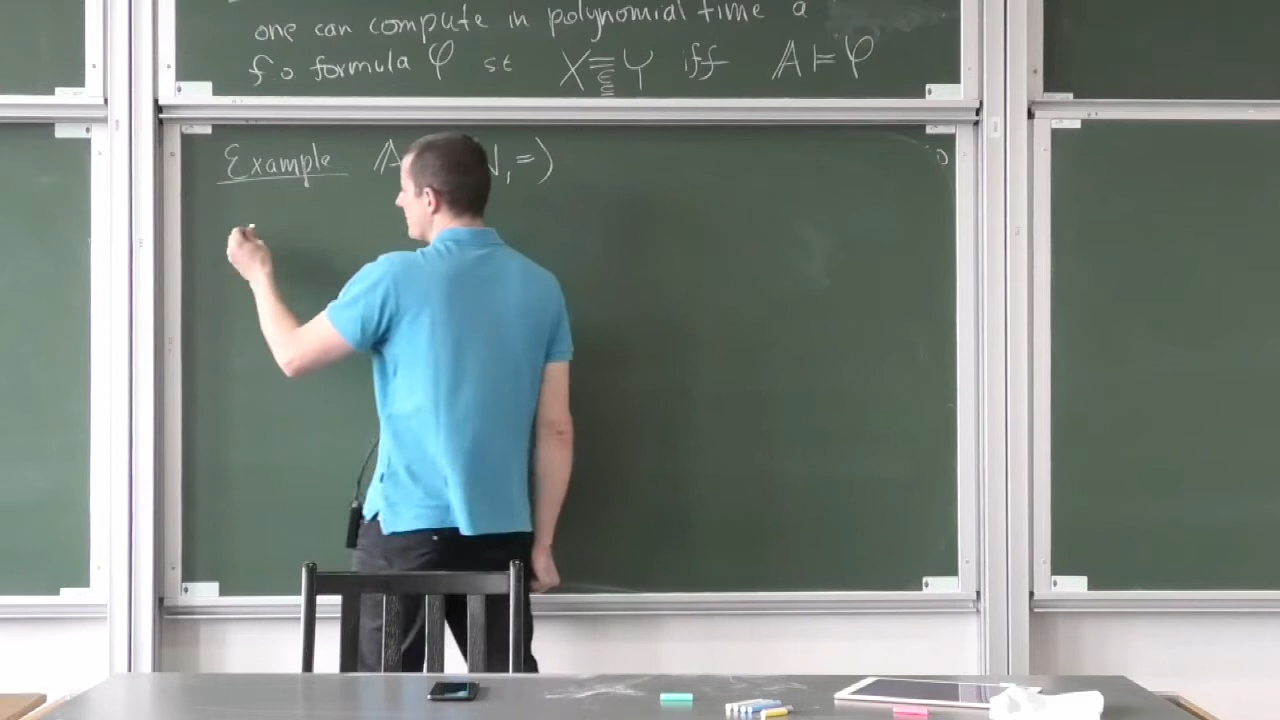 one can compute in polynomial time a
f.o formula φ st X ≡ Y iff 𝔸 ⊨ φ
Example 𝔸 ℕ, =)